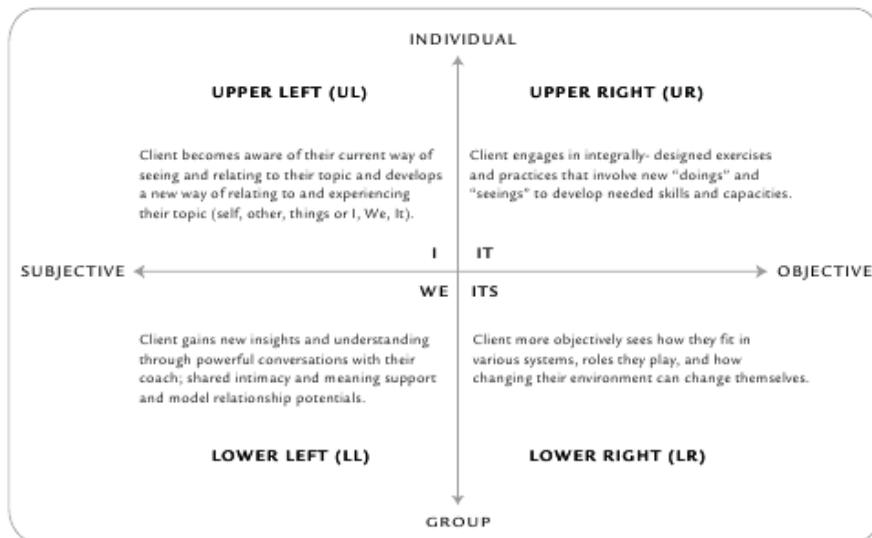 INDIVIDUAL
UPPER LEFT (UL)
UPPER RIGHT (UR)
Client becomes aware of their current way of
seeing and relating to their topic and develops
a new way of relating to and experiencing
their topic (self, other, things or I, We, It).
Client engages in integrally- designed exercises
and practices that involve new “doings” and
“seeings” to develop needed skills and capacities.
I
IT
SUBJECTIVE
OBJECTIVE
WE
ITS
Client gains new insights and understanding
through powerful conversations with their
coach; shared intimacy and meaning support
and model relationship potentials.
Client more objectively sees how they fit in
various systems, roles they play, and how
changing their environment can change themselves.
LOWER LEFT (LL)
LOWER RIGHT (LR)
GROUP